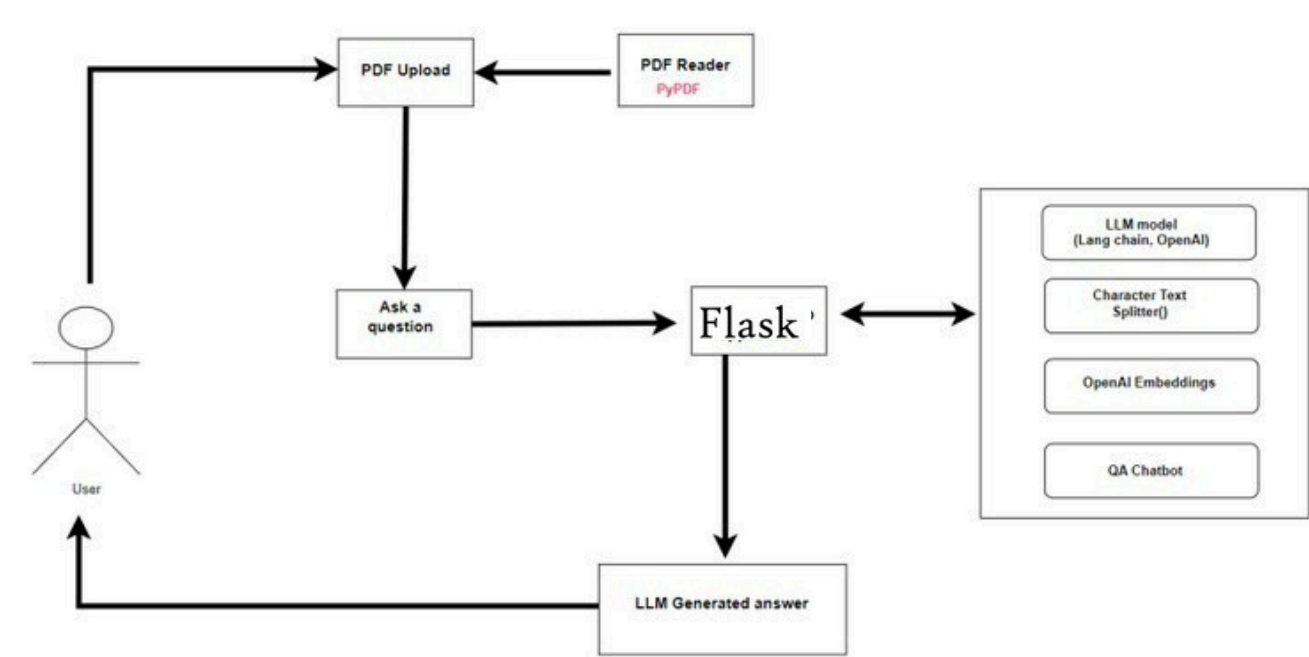 PDF Upload
PDF Reader
PyPDF
LLM model
(Lang chain, OpenAI)
Character Text
Splitter()
Ask a
question
Flask
OpenAI Embeddings
QA Chatbot
User
LLM Generated answer